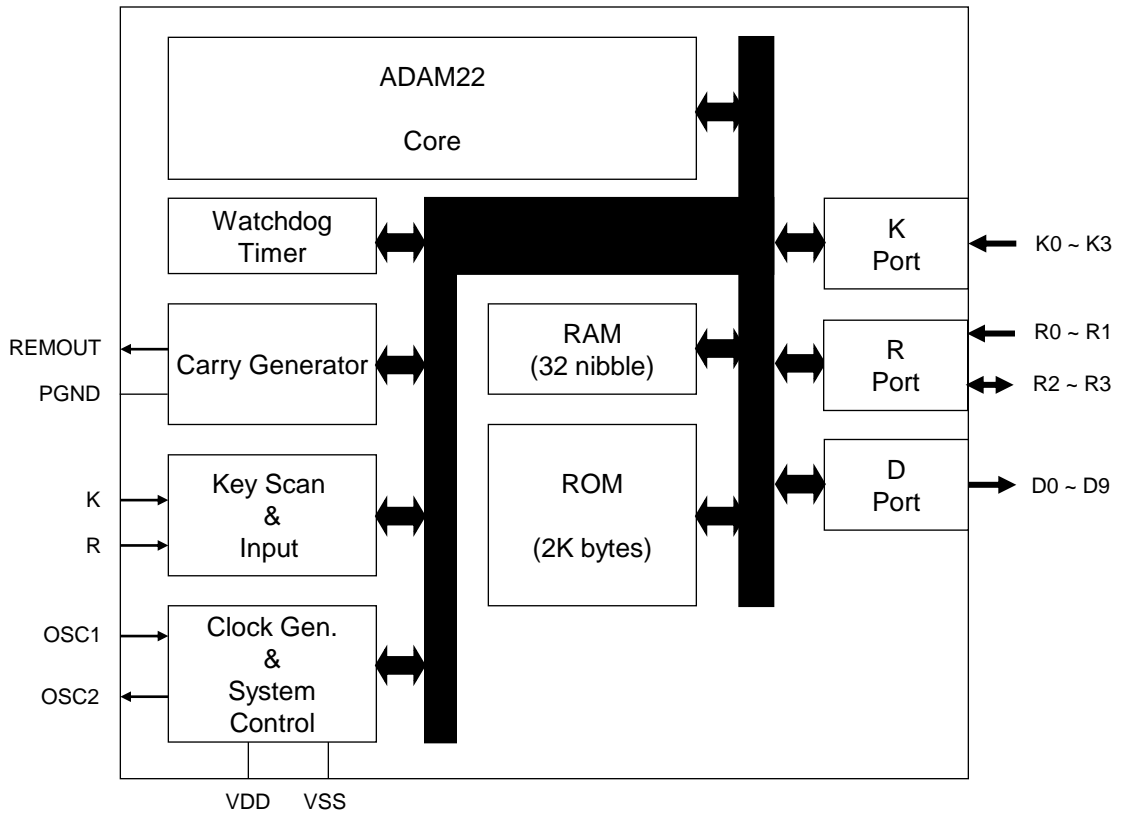 ADAM22
Core
Watchdog
Timer
K
Port
K0 ~ K3
REMOUT
PGND
Carry Generator
RAM
(32 nibble)
R
Port
R0 ~ R1
R2 ~ R3
K
R
Key Scan
&
Input
ROM
(2K bytes)
D
Port
D0 ~ D9
OSC1
OSC2
Clock Gen.
&
System
Control
VDD
VSS